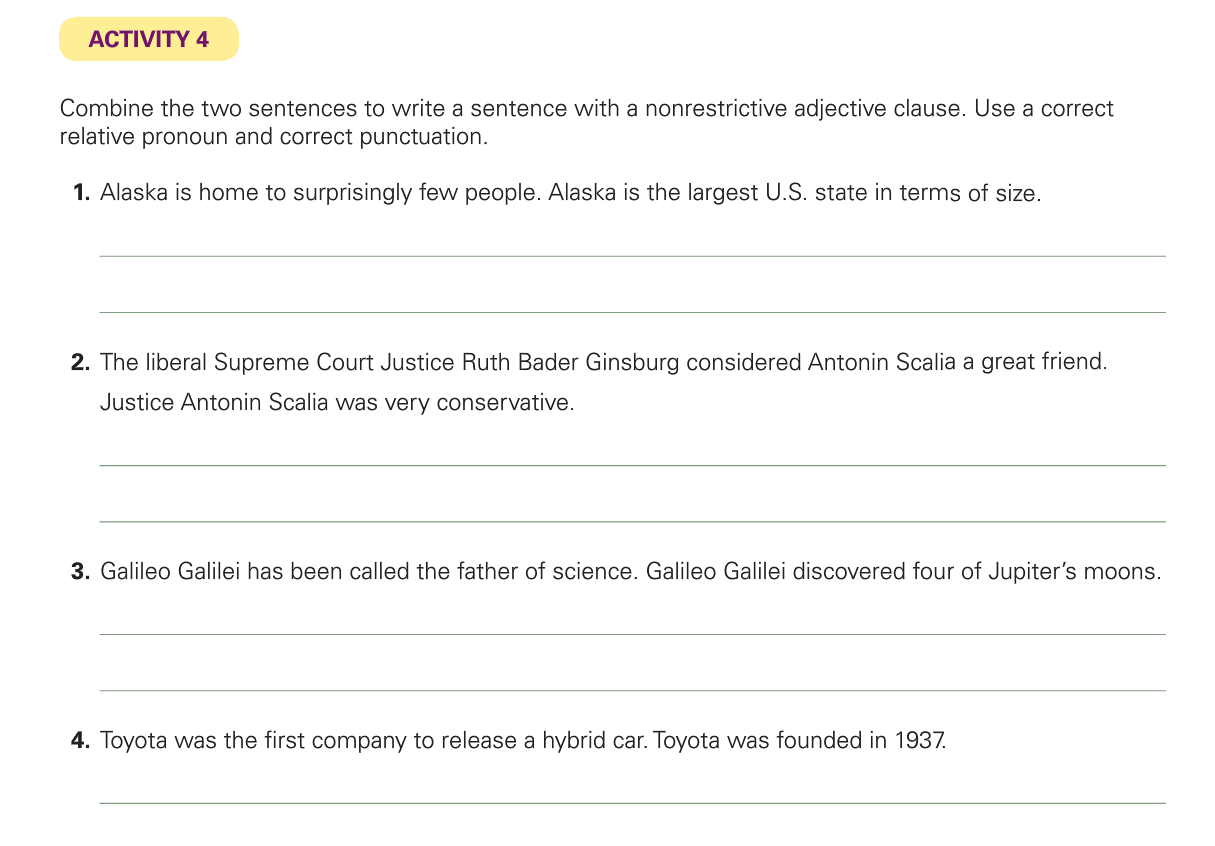 ACTIVITY 4
Combine the two sentences to write a sentence with a nonrestrictive adjective clause. Use a correct
relative pronoun and correct punctuation.
1. Alaska is home to surprisingly few people. Alaska is the largest U.S. state in terms of size.
2. The liberal Supreme Court Justice Ruth Bader Ginsburg considered Antonin Scalia a great friend.
Justice Antonin Scalia was very conservative.
3. Galileo Galilei has been called the father of science. Galileo Galilei discovered four of Jupiter’s moons.
4. Toyota was the first company to release a hybrid car. Toyota was founded in 1937.